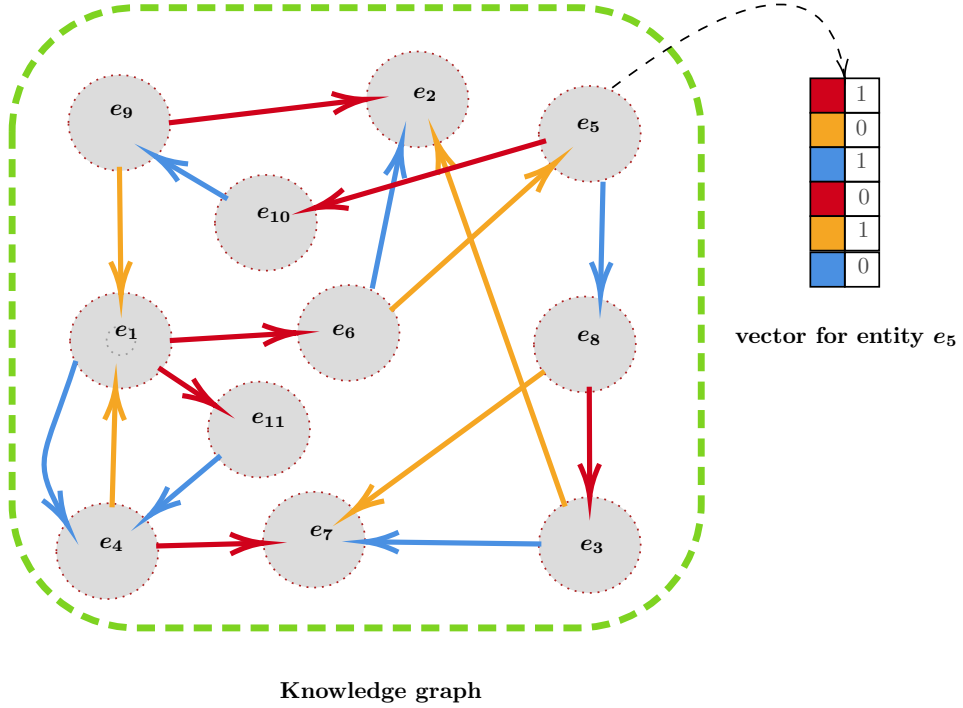 e₉
e₂
e₅
e₁₀
e₁
e₆
e₈
e₁₁
e₄
e₇
e₃
1
0
1
0
1
0
vector for entity e₅
Knowledge graph